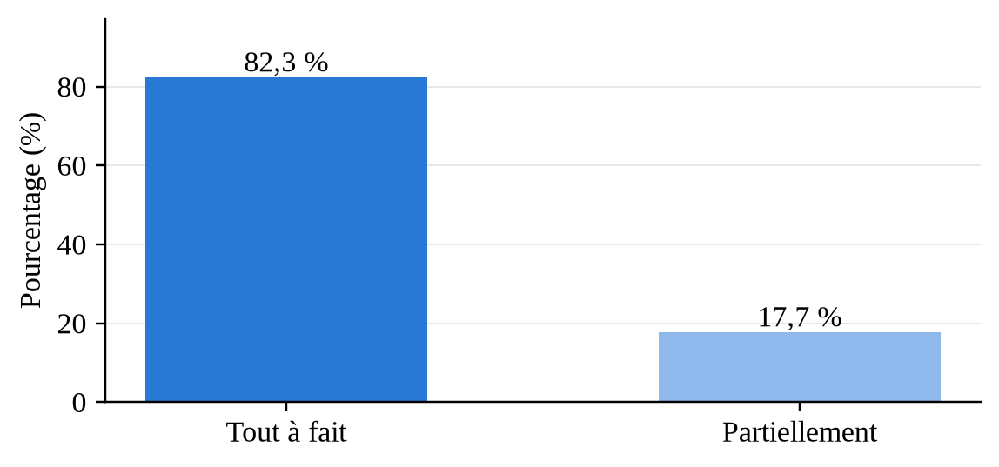 82,3 %
80
60
40
20
0
Pourcentage (%)
17,7 %
Tout à fait
Partiellement